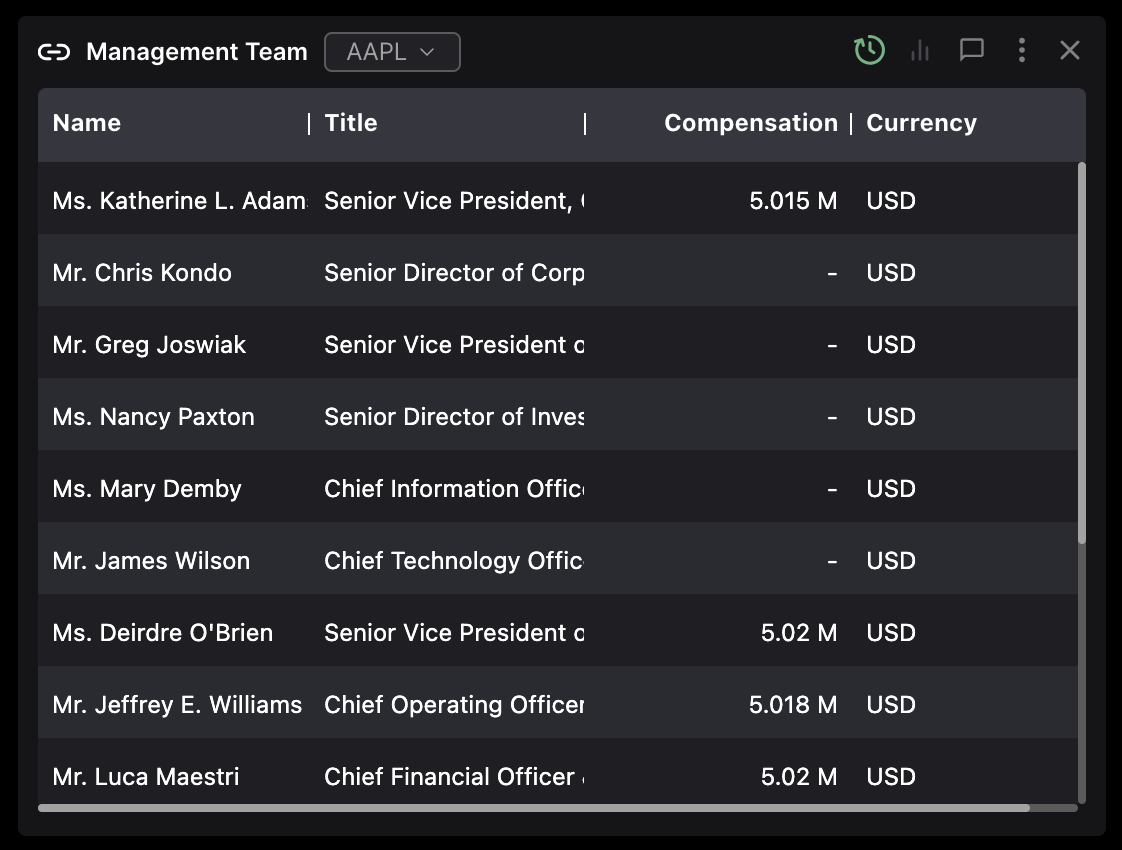 Management Team AAPL
Name Title Compensation Currency
Ms. Katherine L. Adam Senior Vice President, 5.015 M USD
Mr. Chris Kondo Senior Director of Corp - USD
Mr. Greg Joswiak Senior Vice President - USD
Ms. Nancy Paxton Senior Director of Inves - USD
Ms. Mary Demby Chief Information Offic - USD
Mr. James Wilson Chief Technology Offic - USD
Ms. Deirdre O'Brien Senior Vice President 5.02 M USD
Mr. Jeffrey E. Williams Chief Operating Officer 5.018 M USD
Mr. Luca Maestri Chief Financial Officer 5.02 M USD